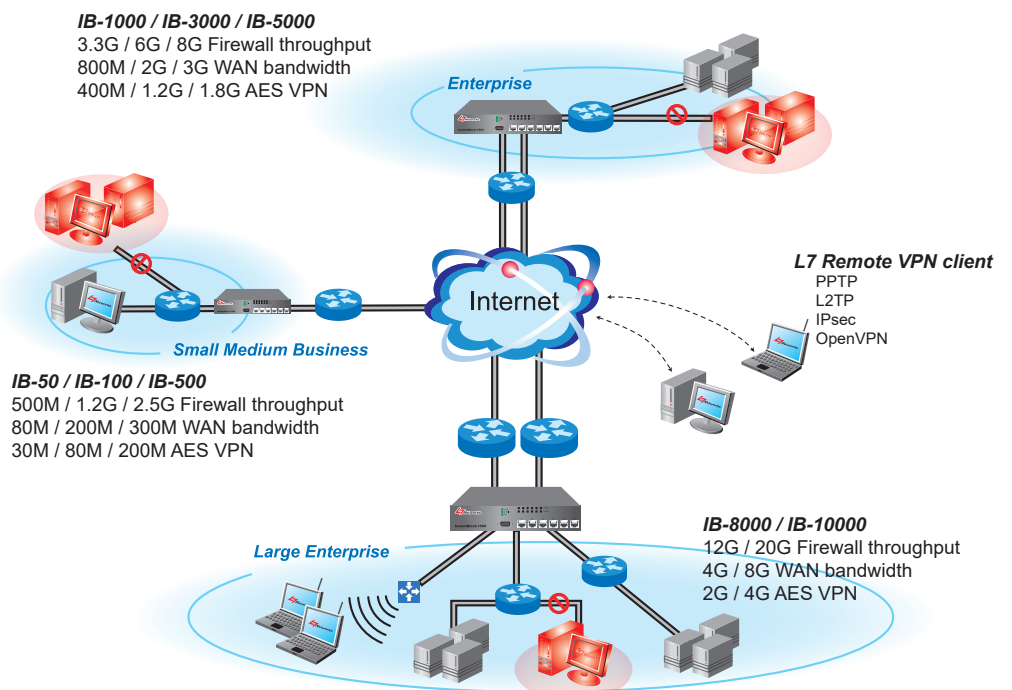 IB-1000 / IB-3000 / IB-5000
3.3G / 6G / 8G Firewall throughput
800M / 2G / 3G WAN bandwidth
400M / 1.2G / 1.8G AES VPN
Enterprise
L7 Remote VPN client
PPTP
L2TP
IPsec
OpenVPN
Internet
Small Medium Business
IB-50 / IB-100 / IB-500
500M / 1.2G / 2.5G Firewall throughput
80M / 200M / 300M WAN bandwidth
30M / 80M / 200M AES VPN
IB-8000 / IB-10000
12G / 20G Firewall throughput
4G / 8G WAN bandwidth
2G / 4G AES VPN
Large Enterprise